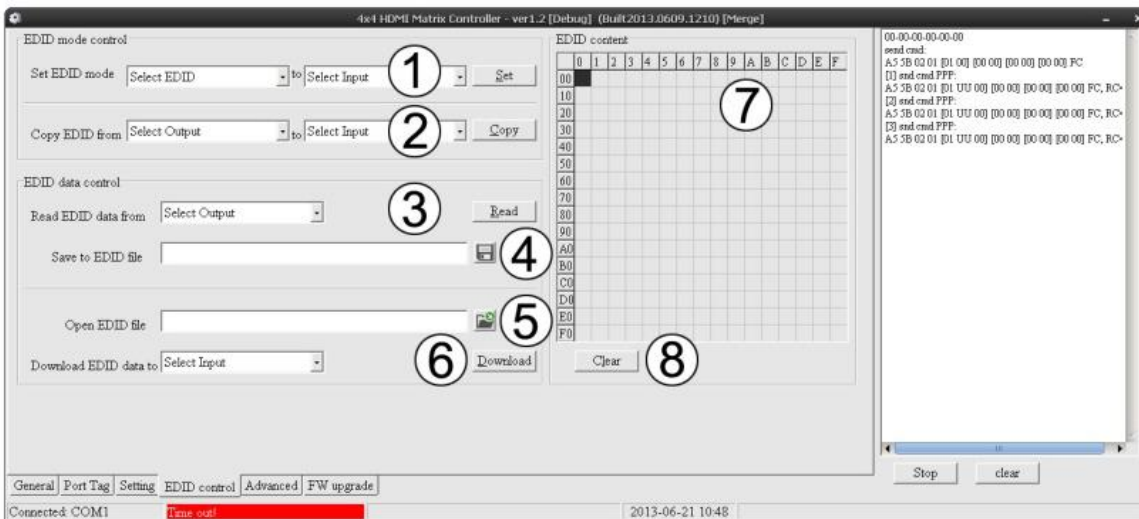 4x4 HDMI Matrix Controller - ver1.2 [Debug] (Built2013.0609.1210) [Merge]
EDID mode control
Set EDID mode Select EDID to Select Input 1 Set
Copy EDID from Select Output to Select Input 2 Copy
EDID data control
Read EDID data from Select Output 3 Read
Save to EDID file 4
Open EDID file 5
Download EDID data to Select Input 6 Download
EDID content
0 1 2 3 4 5 6 7 8 9 A B C D E F
00
10
20
30
40
50
60
70
80
90
A0
B0
C0
D0
E0
F0
7
Clear 8
00-00-00-00-00-00
send cmd:
A5 5B 02 01 [01 00] [00 00] [00 00] [00 00] FC
[1] snd cmd PPP:
A5 5B 02 01 [01 UU 00] [00 00] [00 00] [00 00] FC, RC
[2] snd cmd PPP:
A5 5B 02 01 [01 UU 00] [00 00] [00 00] [00 00] FC, RC
[3] snd cmd PPP:
A5 5B 02 01 [01 UU 00] [00 00] [00 00] [00 00] FC, RC
Stop clear
General Port Tag Setting EDID control Advanced FW upgrade
Connected: COM1 Time out! 2013-06-21 10:48